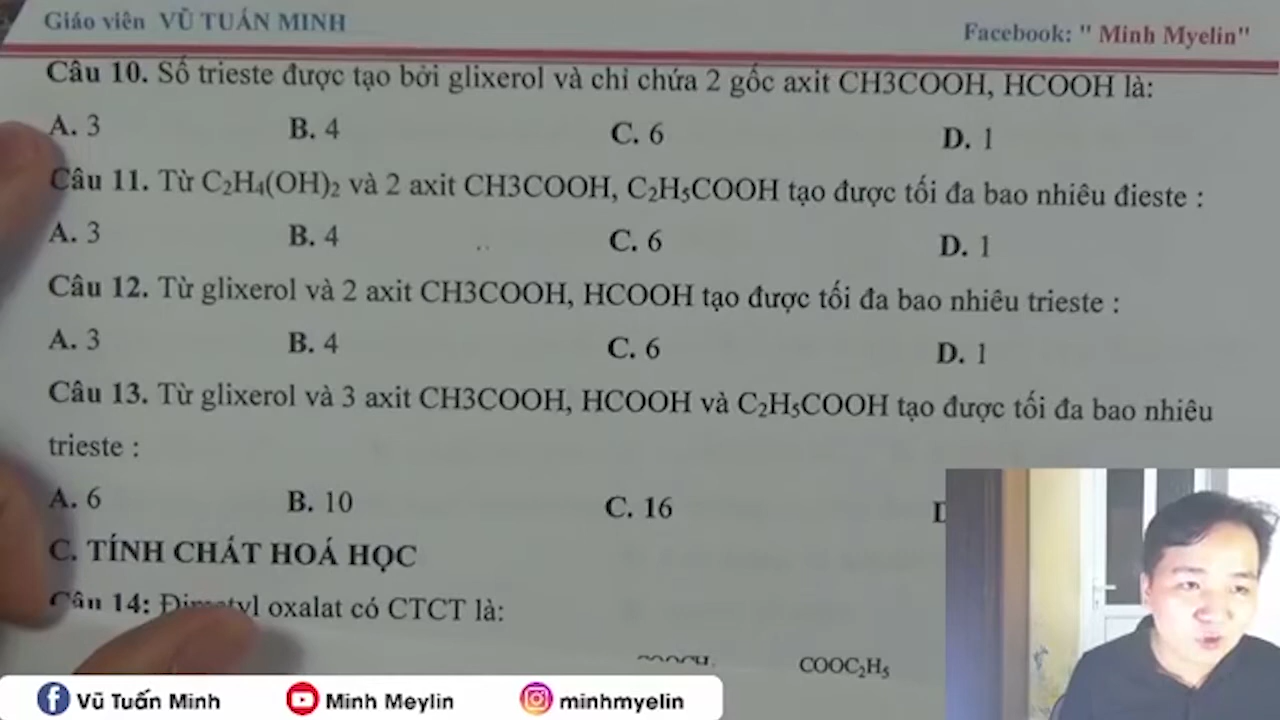 Giáo viên VŨ TUẤN MINH
Facebook: " Minh Myelin"
Câu 10. Số trieste được tạo bởi glixerol và chỉ chứa 2 gốc axit CH3COOH, HCOOH là:
A. 3 B. 4 C. 6 D. 1
Câu 11. Từ C₂H₄(OH)₂ và 2 axit CH3COOH, C₂H₅COOH tạo được tối đa bao nhiêu đieste :
A. 3 B. 4 C. 6 D. 1
Câu 12. Từ glixerol và 2 axit CH3COOH, HCOOH tạo được tối đa bao nhiêu trieste :
A. 3 B. 4 C. 6 D. 1
Câu 13. Từ glixerol và 3 axit CH3COOH, HCOOH và C₂H₅COOH tạo được tối đa bao nhiêu
trieste :
A. 6 B. 10 C. 16
C. TÍNH CHẤT HOÁ HỌC
Câu 14: oxalat có CTCT là:
COOC₂H₅
Vũ Tuấn Minh Minh Meylin minhmyelin